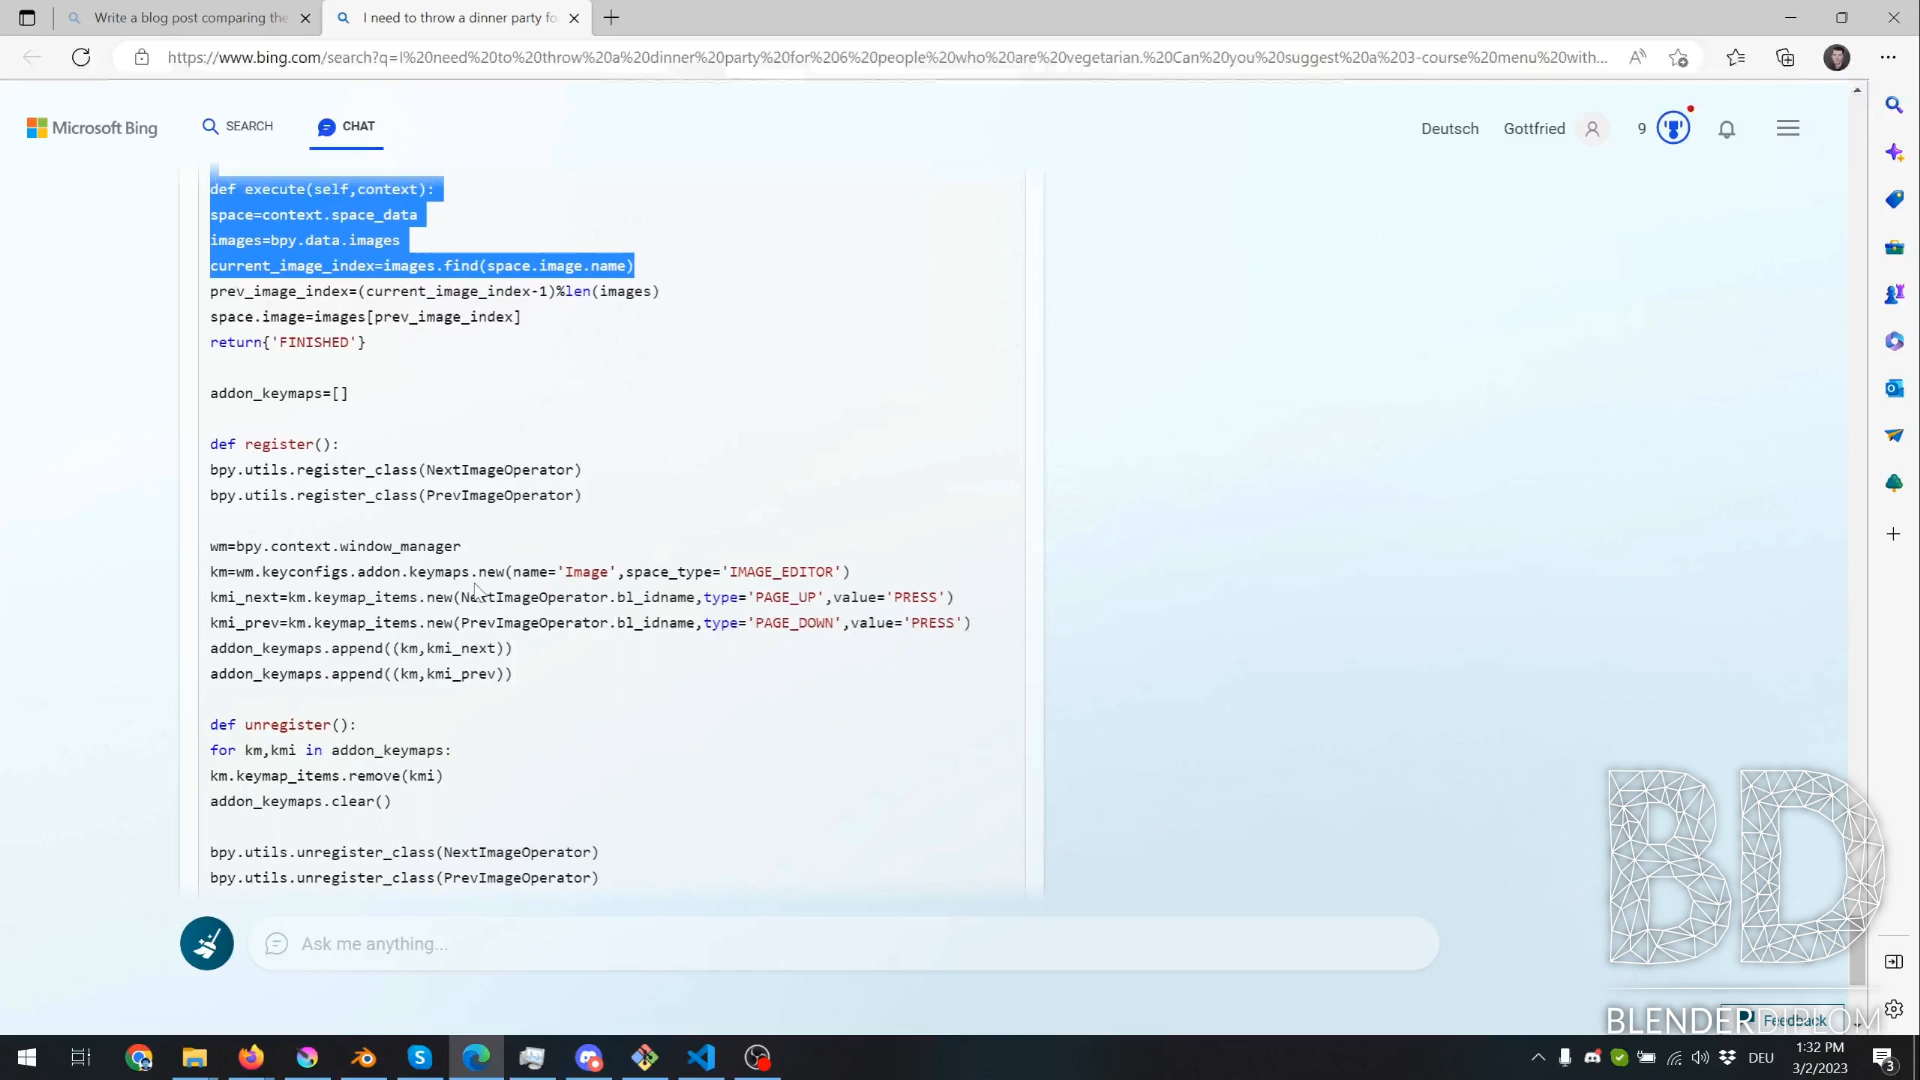 Write a blog post comparing the
I need to throw a dinner party fo
https://www.bing.com/search?q=I%20need%20to%20throw%20a%20dinner%20party%20for%206%20people%20who%20are%20vegetarian.%20Can%20you%20suggest%20a%203-course%20menu%20with...
Microsoft Bing
SEARCH
CHAT
Deutsch
Gottfried
9
def execute(self,context):
space=context.space_data
images=bpy.data.images
current_image_index=images.find(space.image.name)
prev_image_index=(current_image_index-1)%len(images)
space.image=images[prev_image_index]
return{'FINISHED'}
addon_keymaps=[]
def register():
bpy.utils.register_class(NextImageOperator)
bpy.utils.register_class(PrevImageOperator)
wm=bpy.context.window_manager
km=wm.keyconfigs.addon.keymaps.new(name='Image',space_type='IMAGE_EDITOR')
kmi_next=km.keymap_items.new(NextImageOperator.bl_idname,type='PAGE_UP',value='PRESS')
kmi_prev=km.keymap_items.new(PrevImageOperator.bl_idname,type='PAGE_DOWN',value='PRESS')
addon_keymaps.append((km,kmi_next))
addon_keymaps.append((km,kmi_prev))
def unregister():
for km,kmi in addon_keymaps:
km.keymap_items.remove(kmi)
addon_keymaps.clear()
bpy.utils.unregister_class(NextImageOperator)
bpy.utils.unregister_class(PrevImageOperator)
Ask me anything...
BD
BLENDERDIPLOM
Feedback
DEU
1:32 PM
3/2/2023
3